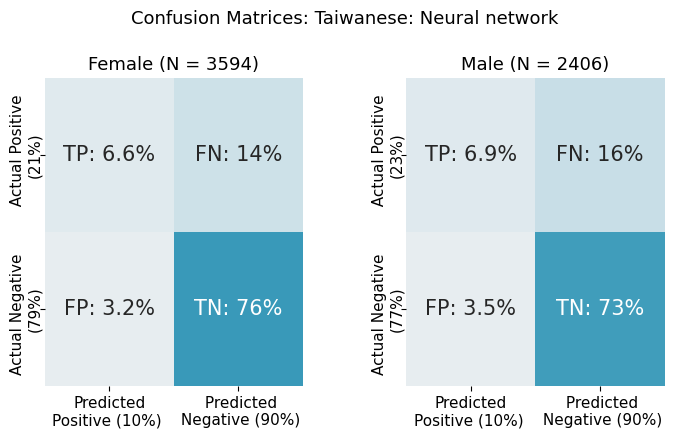 Confusion Matrices: Taiwanese: Neural network
Female (N = 3594)
Actual Positive
(21%)
TP: 6.6%
FN: 14%
Actual Negative
(79%)
FP: 3.2%
TN: 76%
Predicted
Positive (10%)
Predicted
Negative (90%)
Male (N = 2406)
Actual Positive
(23%)
TP: 6.9%
FN: 16%
Actual Negative
(77%)
FP: 3.5%
TN: 73%
Predicted
Positive (10%)
Predicted
Negative (90%)